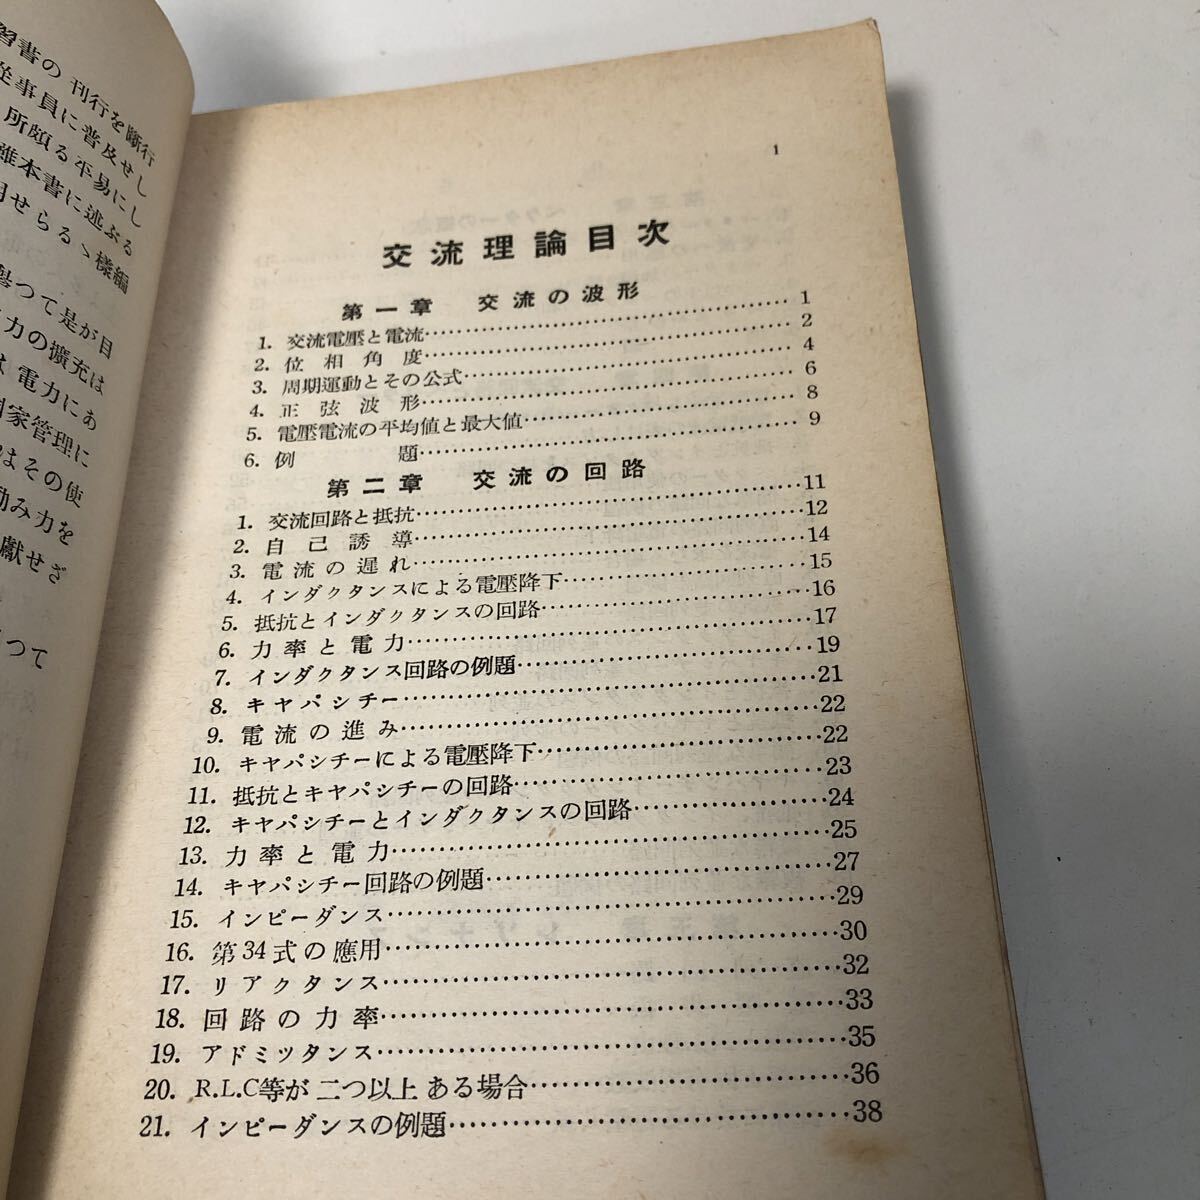 習書の 刊行を斷行
從事員に普及せし
所頗る平易にし
雖本書に述ぶる
用せらるゝ樣編
つて是が目
力の擴充は
は 電力にあ
國家管理に
はその使
み力を
獻せざ
つて
1
交流理論目次
第一章 交流の波形
1. 交流電壓と電流 1
2. 位相角度 2
3. 周期運動とその公式 4
4. 正弦波形 6
5. 電壓電流の平均値と最大値 8
6. 例題 9
第二章 交流の回路
1. 交流回路と抵抗 11
2. 自己誘導 12
3. 電流の遅れ 14
4. インダクタンスによる電壓降下 15
5. 抵抗とインダクタンスの回路 16
6. 力率と電力 17
7. インダクタンス回路の例題 19
8. キヤパシチー 21
9. 電流の進み 22
10. キヤパシチーによる電壓降下 22
11. 抵抗とキヤパシチーの回路 23
12. キヤパシチーとインダクタンスの回路 24
13. 力率と電力 25
14. キヤパシチー回路の例題 27
15. インピーダンス 29
16. 第34式の應用 30
17. リアクタンス 32
18. 回路の力率 33
19. アドミツタンス 35
20. R.L.C等が 二つ以上 ある場合 36
21. インピーダンスの例題 38